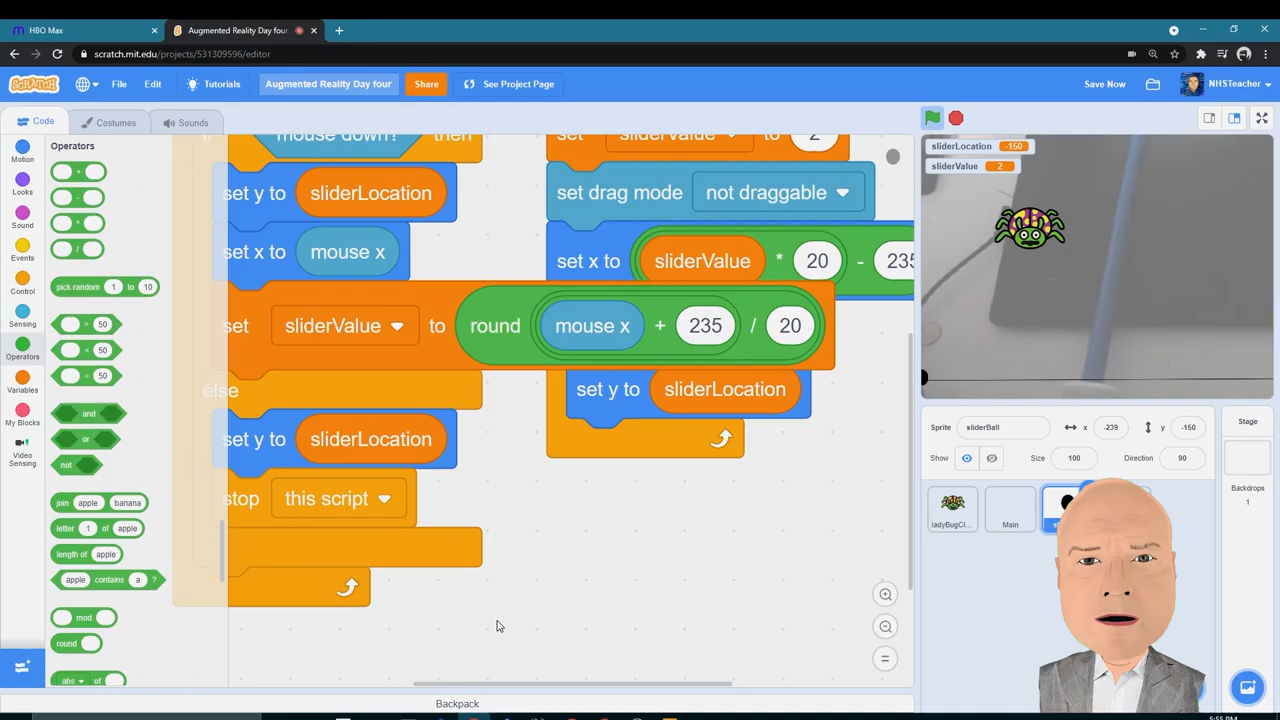 HBO Max
Augmented Reality Day four
scratch.mit.edu/projects/531309596/editor
SCRATCH
File
Edit
Tutorials
Augmented Reality Day four
Share
See Project Page
Save Now
NHSTeacher
Code
Costumes
Sounds
Motion
Looks
Sound
Events
Control
Sensing
Operators
Variables
My Blocks
Video
Sensing
Operators
+
-
*
/
pick random 1 to 10
> 50
< 50
= 50
and
or
not
join apple banana
letter 1 of apple
length of apple
apple contains a ?
mod
round
abs of
mouse down? then
set y to sliderLocation
set x to mouse x
set sliderValue to round mouse x + 235 / 20
else
set y to sliderLocation
stop this script
set sliderValue to 2
set drag mode not draggable
set x to sliderValue * 20 - 235
set y to sliderLocation
sliderLocation -150
sliderValue 2
Sprite sliderBall x -239 y -150
Show Size 100 Direction 90
ladyBugCl...
Main
Stage
Backdrops
1
Backpack
5:55 PM